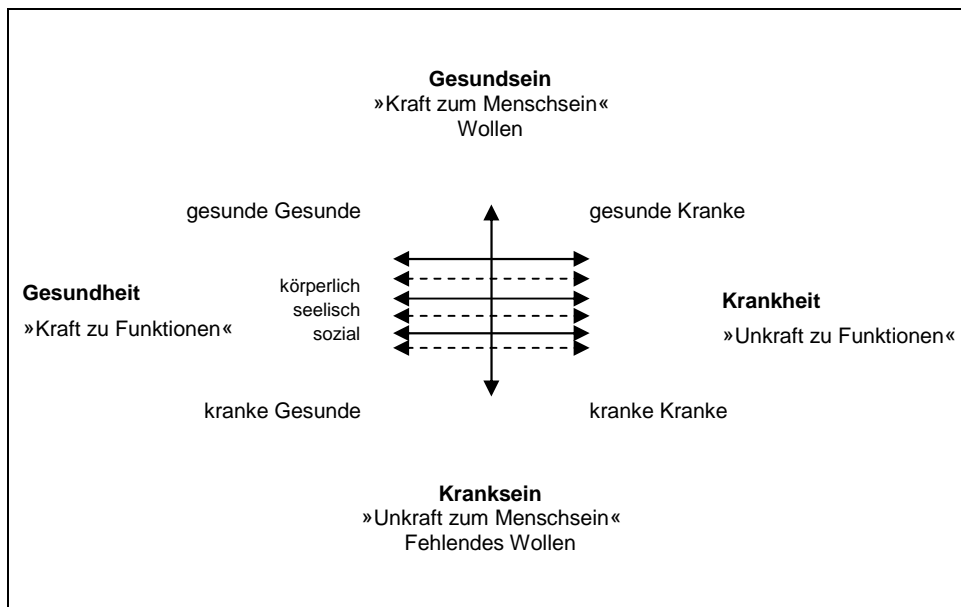 Gesundsein
»Kraft zum Menschsein«
Wollen
gesunde Gesunde
gesunde Kranke
Gesundheit
»Kraft zu Funktionen«
körperlich
seelisch
sozial
Krankheit
»Unkraft zu Funktionen«
kranke Gesunde
kranke Kranke
Kranksein
»Unkraft zum Menschsein«
Fehlendes Wollen